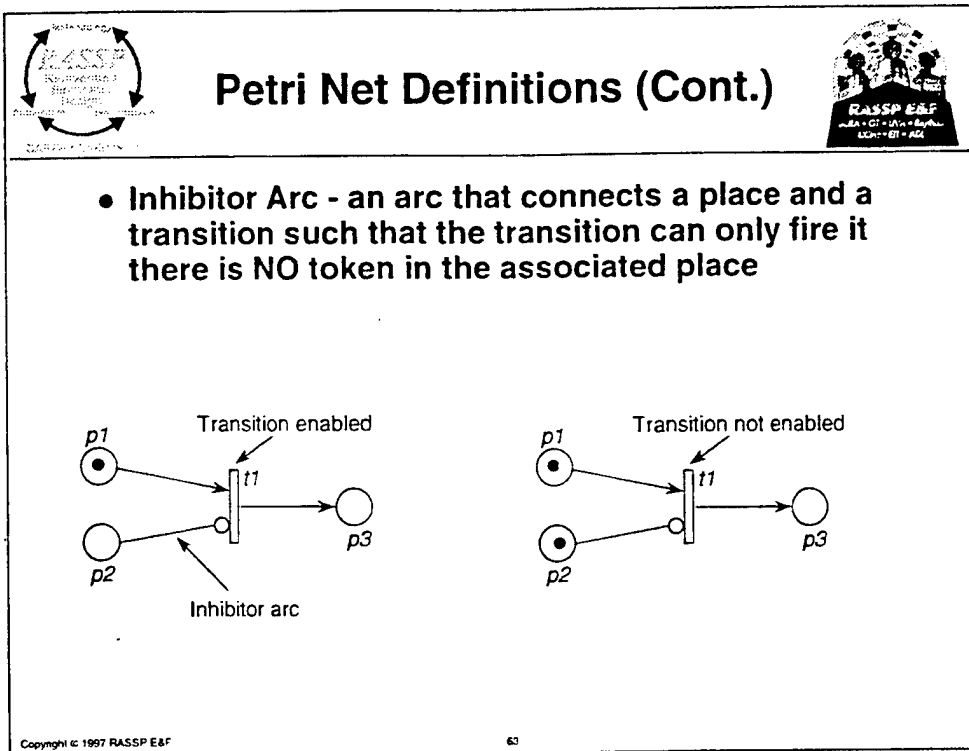 RASSP
Petri Net Definitions (Cont.)
RASSP E&F
• Inhibitor Arc - an arc that connects a place and a
transition such that the transition can only fire it
there is NO token in the associated place
Transition enabled
p1
t1
p2
p3
Inhibitor arc
Transition not enabled
p1
t1
p2
p3
Copyright © 1997 RASSP E&F
63